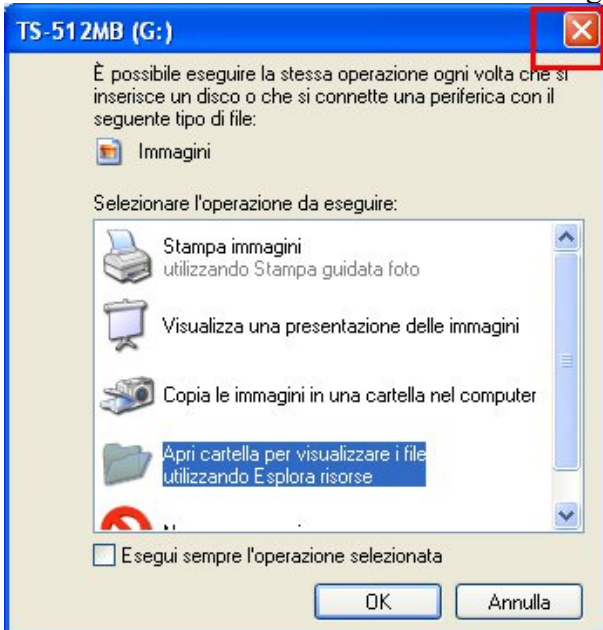 TS-512MB (G:)
È possibile eseguire la stessa operazione ogni volta che si
inserisce un disco o che si connette una periferica con il
seguente tipo di file:
Immagini
Selezionare l'operazione da eseguire:
Stampa immagini
utilizzando Stampa guidata foto
Visualizza una presentazione delle immagini
Copia le immagini in una cartella nel computer
Apri cartella per visualizzare i file
utilizzando Esplora risorse
Esegui sempre l'operazione selezionata
OK Annulla